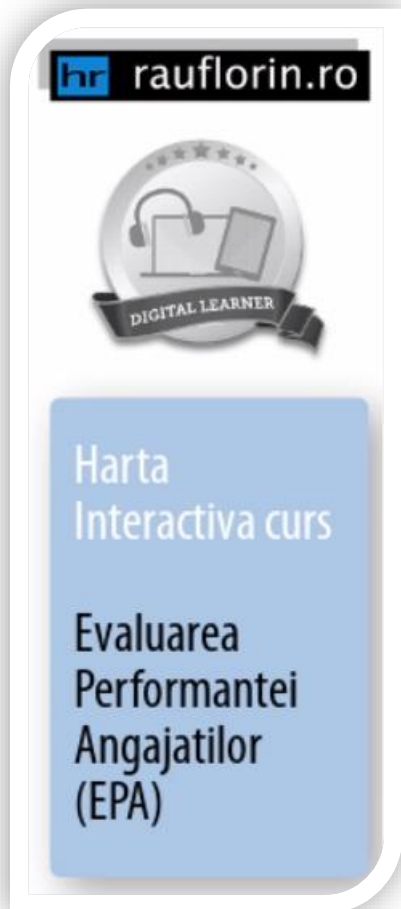 hr rauflorin.ro
DIGITAL LEARNER
Harta
Interactiva curs
Evaluarea
Performantei
Angajatilor
(EPA)